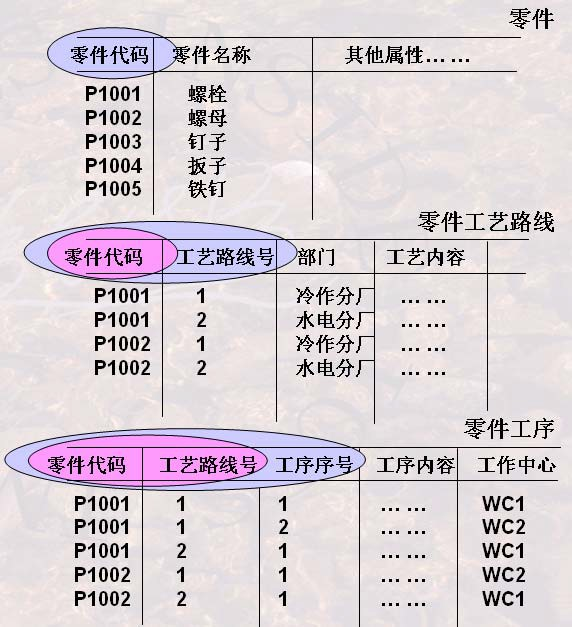 零件
零件代码 零件名称 其他属性... ...
P1001 螺栓
P1002 螺母
P1003 钉子
P1004 扳子
P1005 铁钉
零件工艺路线
零件代码 工艺路线号 部门 工艺内容
P1001 1 冷作分厂 ... ...
P1001 2 水电分厂 ... ...
P1002 1 冷作分厂 ... ...
P1002 2 水电分厂 ... ...
零件工序
零件代码 工艺路线号 工序序号 工序内容 工作中心
P1001 1 1 ... ... WC1
P1001 1 2 ... ... WC2
P1001 2 1 ... ... WC1
P1002 1 1 ... ... WC2
P1002 2 1 ... ... WC1